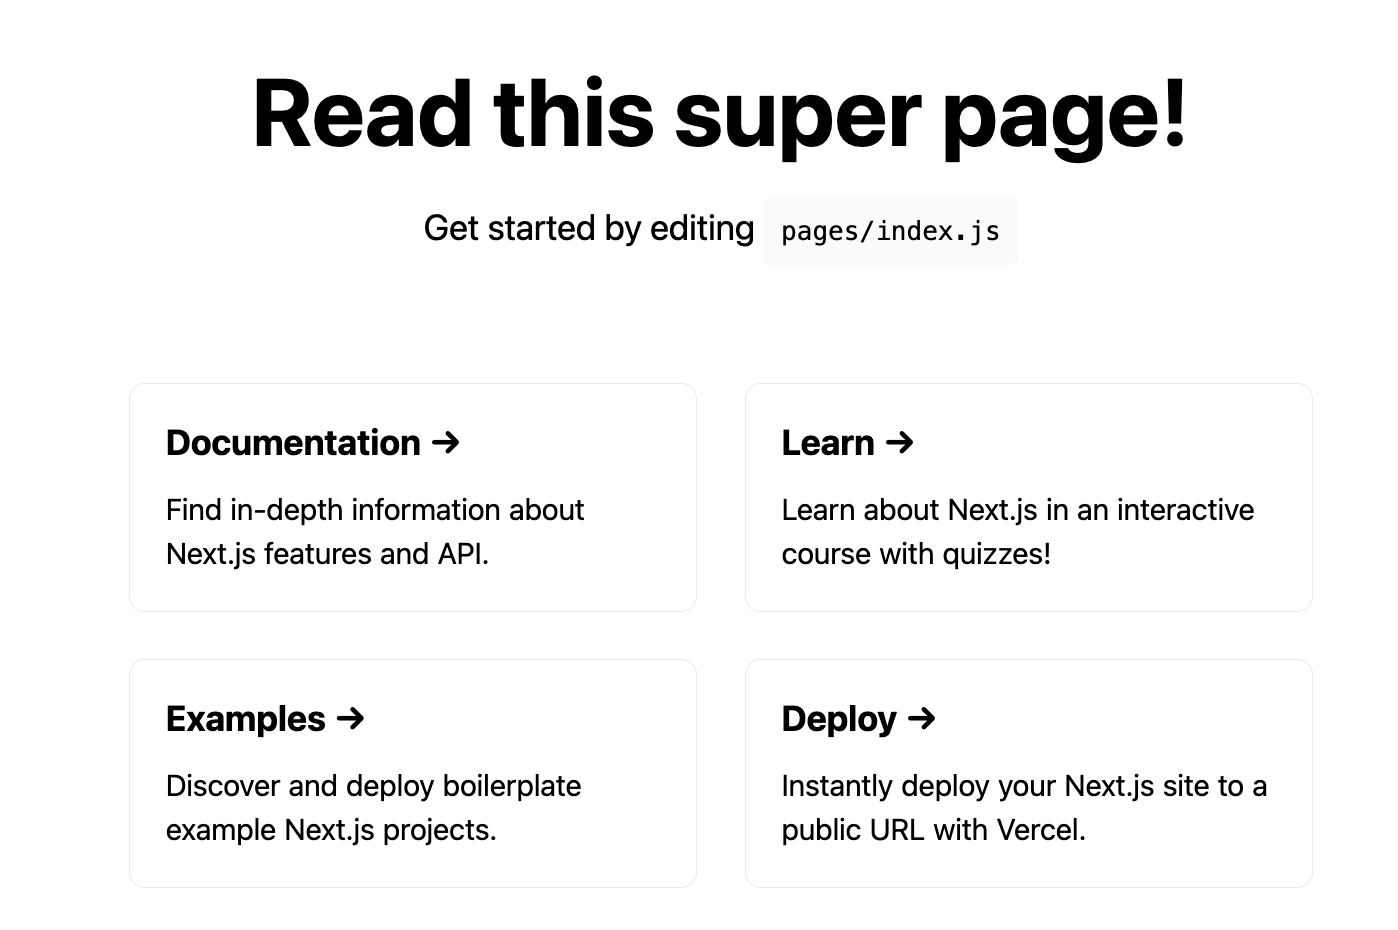 Read this super page!
Get started by editing pages/index.js
Documentation →
Find in-depth information about
Next.js features and API.
Learn →
Learn about Next.js in an interactive
course with quizzes!
Examples →
Discover and deploy boilerplate
example Next.js projects.
Deploy →
Instantly deploy your Next.js site to a
public URL with Vercel.